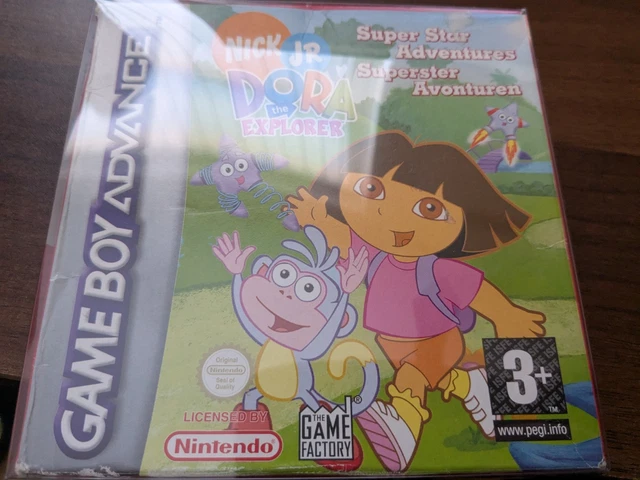 GAME BOY ADVANCE
NICK JR
DORA
the
EXPLORER
Super Star
Adventures
Superster
Avonturen
Original
Nintendo
Seal of
Quality
LICENSED BY
Nintendo®
THE
GAME
FACTORY®
3+
TM
www.pegi.info